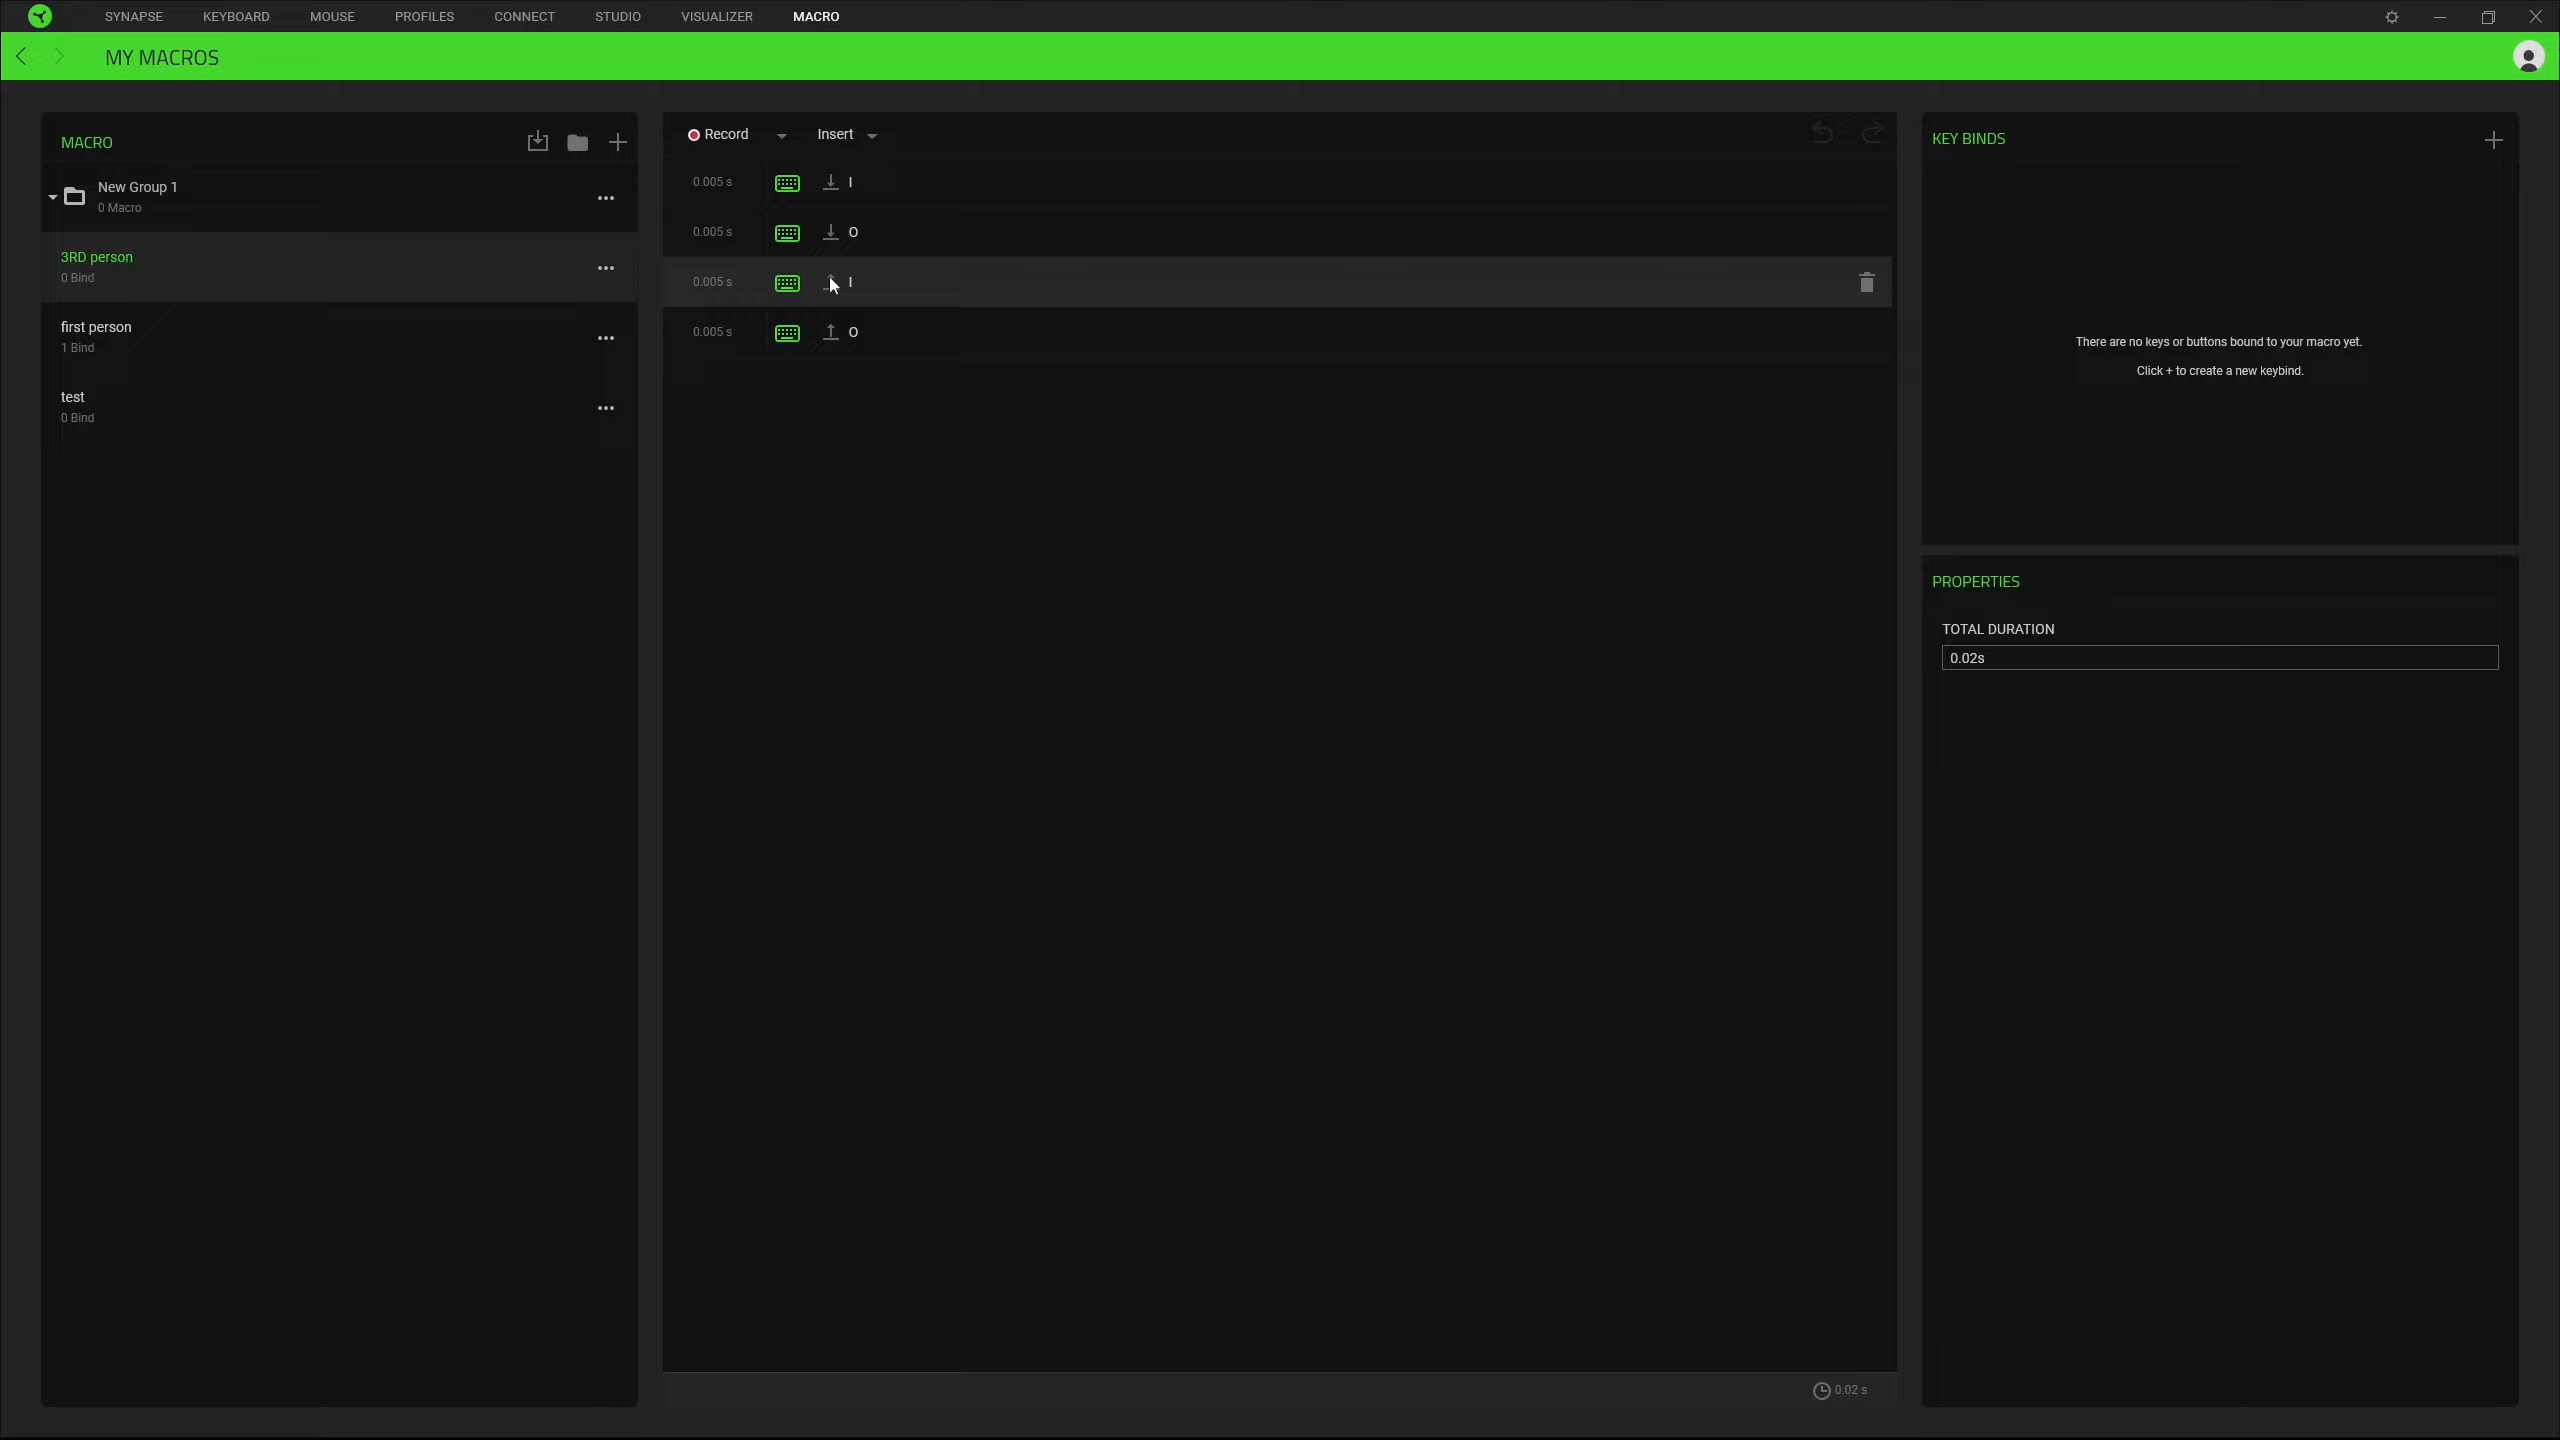 SYNAPSE KEYBOARD MOUSE PROFILES CONNECT STUDIO VISUALIZER MACRO
MY MACROS
MACRO
New Group 1
0 Macro
3RD person
0 Bind
first person
1 Bind
test
0 Bind
Record Insert
0.005 s I
0.005 s O
0.005 s I
0.005 s O
0.02 s
KEY BINDS
There are no keys or buttons bound to your macro yet.
Click + to create a new keybind.
PROPERTIES
TOTAL DURATION
0.02s